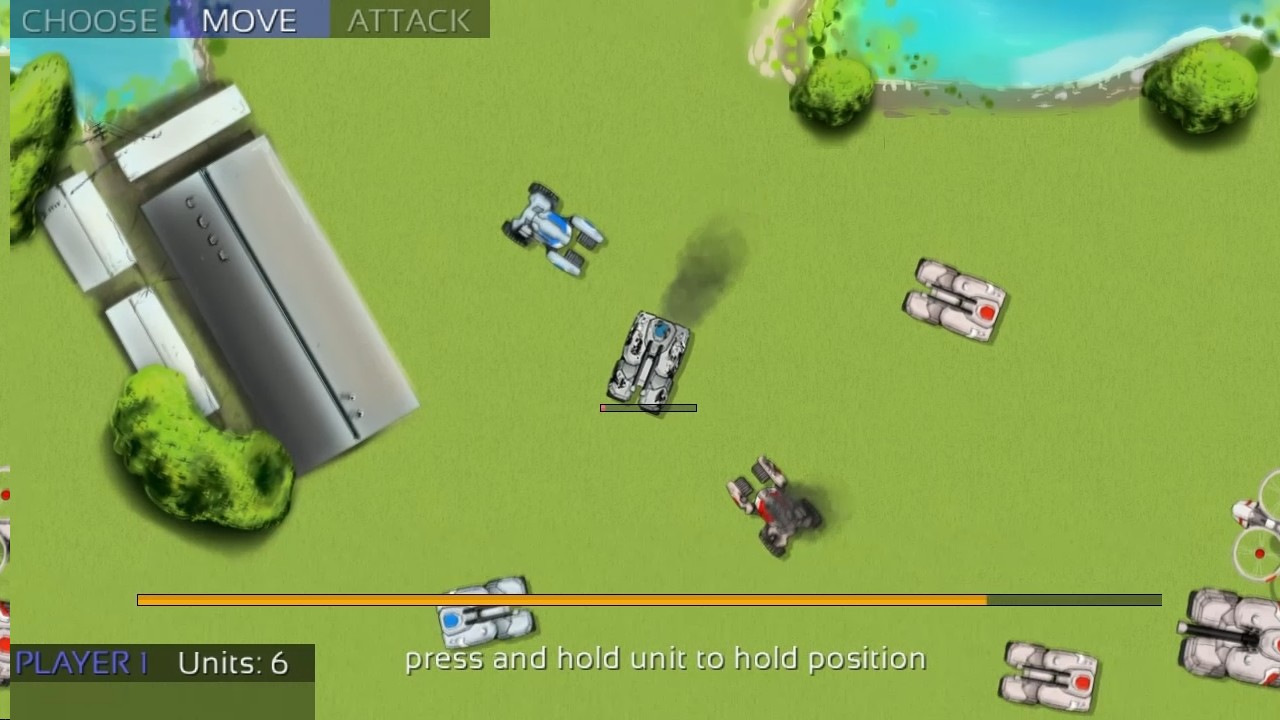 CHOOSE MOVE ATTACK
press and hold unit to hold position
PLAYER 1 Units: 6